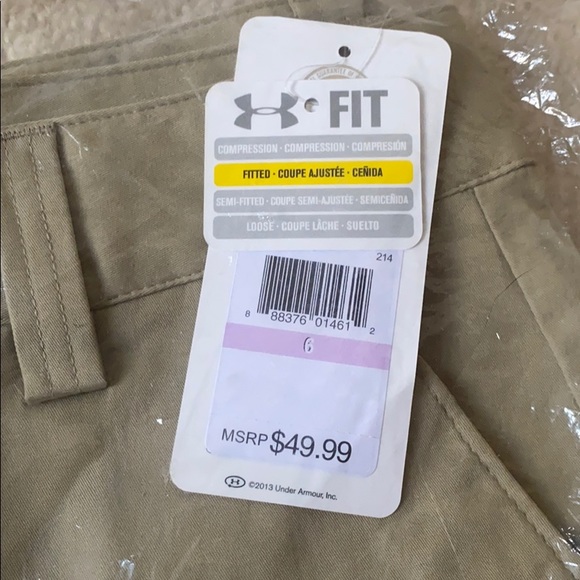 FIT
COMPRESSION · COMPRESSION · COMPRESIÓN
FITTED · COUPE AJUSTÉE · CEÑIDA
SEMI-FITTED · COUPE SEMI-AJUSTÉE · SEMICEÑIDA
LOOSE · COUPE LÂCHE · SUELTO
1 214
8 88376 01461 2
6
MSRP $49.99
©2013 Under Armour, Inc.